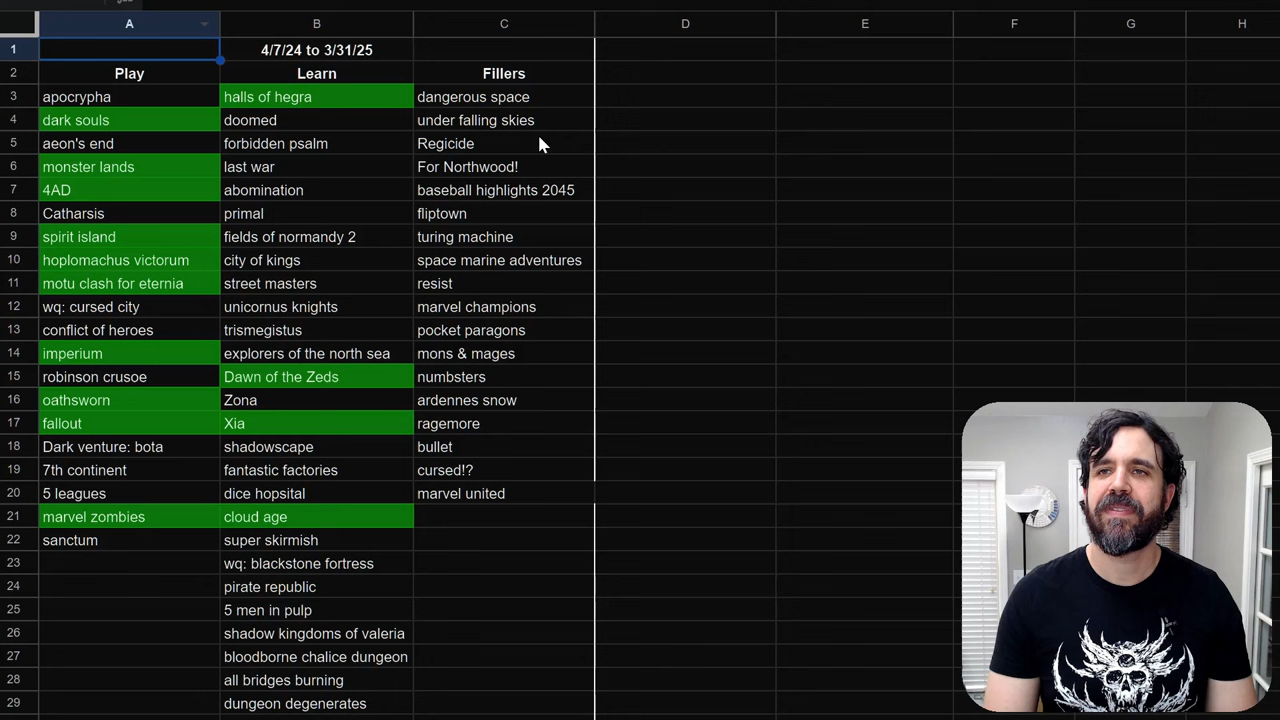 A B C D E F G H
1 4/7/24 to 3/31/25
2 Play Learn Fillers
3 apocrypha halls of hegra dangerous space
4 dark souls doomed under falling skies
5 aeon's end forbidden psalm Regicide
6 monster lands last war For Northwood!
7 4AD abomination baseball highlights 2045
8 Catharsis primal fliptown
9 spirit island fields of normandy 2 turing machine
10 hoplomachus victorum city of kings space marine adventures
11 motu clash for eternia street masters resist
12 wq: cursed city unicornus knights marvel champions
13 conflict of heroes trismegistus pocket paragons
14 imperium explorers of the north sea mons & mages
15 robinson crusoe Dawn of the Zeds numbsters
16 oathsworn Zona ardennes snow
17 fallout Xia ragemore
18 Dark venture: bota shadowscape bullet
19 7th continent fantastic factories cursed!?
20 5 leagues dice hopsital marvel united
21 marvel zombies cloud age
22 sanctum super skirmish
23 wq: blackstone fortress
24 pirate republic
25 5 men in pulp
26 shadow kingdoms of valeria
27 bloodborne chalice dungeon
28 all bridges burning
29 dungeon degenerates